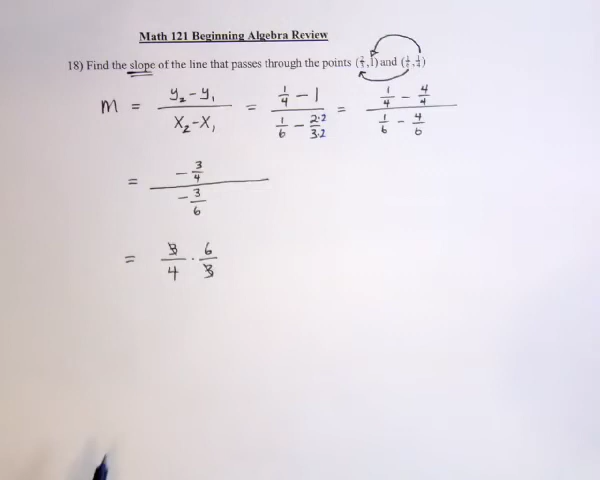 Math 121 Beginning Algebra Review
18) Find the slope of the line that passes through the points (2/3, 1) and (1/6, 1/4)
m = (y₂ - y₁)/(x₂ - x₁) = (1/4 - 1)/(1/6 - 2·2/3·2) = (1/4 - 4/4)/(1/6 - 4/6)
= (-3/4)/(-3/6)
= 3/4 · 6/3